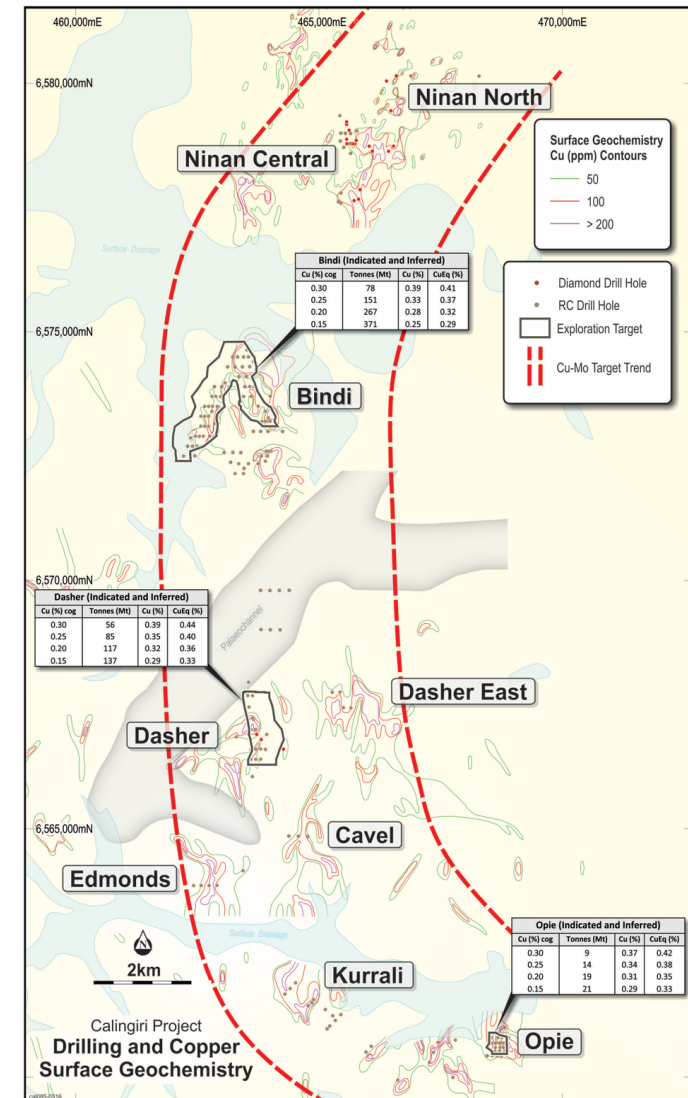 460,000mE
465,000mE
470,000mE
6,580,000mN
Ninan North
Surface Geochemistry
Cu (ppm) Contours
50
100
> 200
Ninan Central
Surface Drainage
Bindi (Indicated and Inferred)
Cu (%) cog Tonnes (Mt) Cu (%) CuEq (%)
0.30 78 0.39 0.41
0.25 151 0.33 0.37
0.20 267 0.28 0.32
0.15 371 0.25 0.29
Diamond Drill Hole
RC Drill Hole
Exploration Target
Cu-Mo Target Trend
6,575,000mN
Bindi
6,570,000mN
Dasher (Indicated and Inferred)
Cu (%) cog Tonnes (Mt) Cu (%) CuEq (%)
0.30 56 0.39 0.44
0.25 85 0.35 0.40
0.20 117 0.32 0.36
0.15 137 0.29 0.33
Palaeochannel
Dasher East
Dasher
6,565,000mN
Cavel
Edmonds
Surface Drainage
Opie (Indicated and Inferred)
Cu (%) cog Tonnes (Mt) Cu (%) CuEq (%)
0.30 9 0.37 0.42
0.25 14 0.34 0.38
0.20 19 0.31 0.35
0.15 21 0.29 0.33
N
2km
Kurrali
Calingiri Project
Drilling and Copper
Surface Geochemistry
Opie